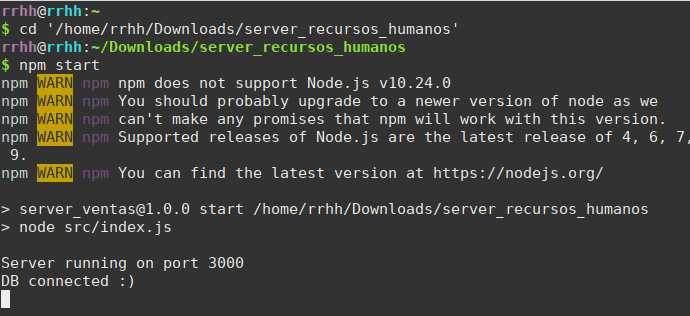 rrhh@rrhh:~
$ cd '/home/rrhh/Downloads/server_recursos_humanos'
rrhh@rrhh:~/Downloads/server_recursos_humanos
$ npm start
npm WARN npm npm does not support Node.js v10.24.0
npm WARN npm You should probably upgrade to a newer version of node as we
npm WARN npm can't make any promises that npm will work with this version.
npm WARN npm Supported releases of Node.js are the latest release of 4, 6, 7,
 9.
npm WARN npm You can find the latest version at https://nodejs.org/

> server_ventas@1.0.0 start /home/rrhh/Downloads/server_recursos_humanos
> node src/index.js

Server running on port 3000
DB connected :)